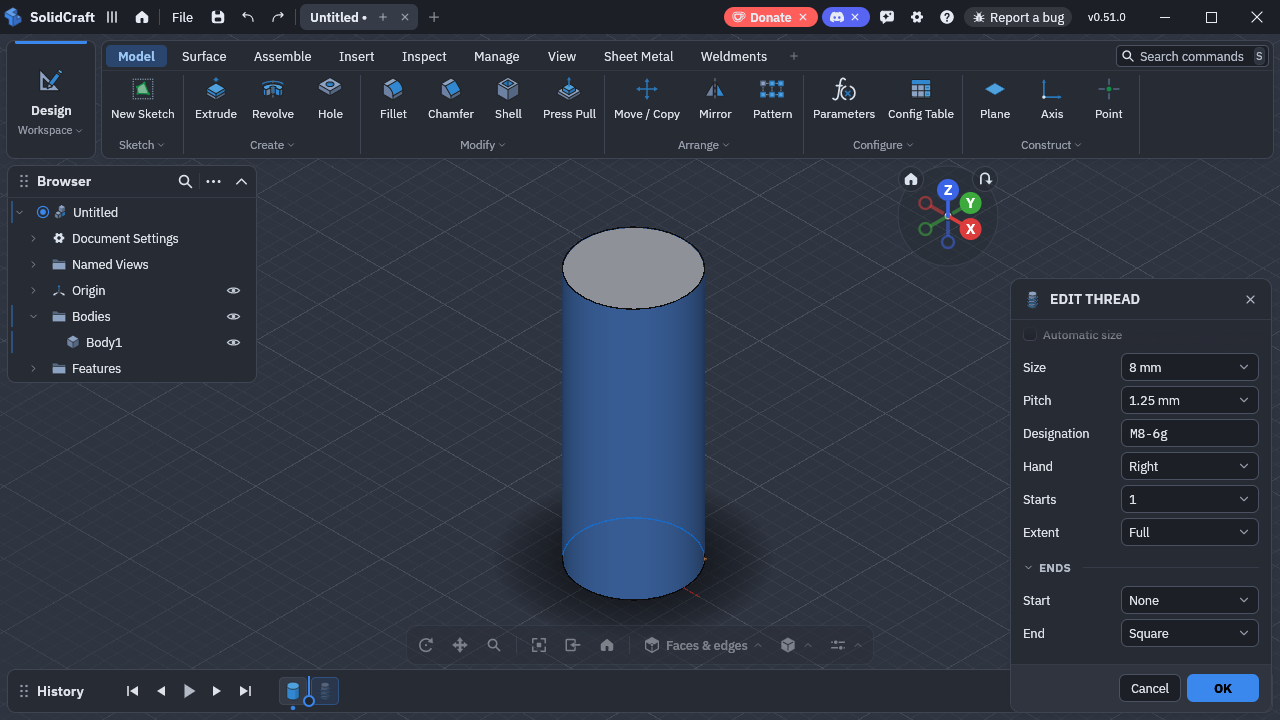 SolidCraft
File
Untitled •
Donate
Report a bug
v0.51.0
Design
Workspace
Model
Surface
Assemble
Insert
Inspect
Manage
View
Sheet Metal
Weldments
Search commands
S
New Sketch
Extrude
Revolve
Hole
Fillet
Chamfer
Shell
Press Pull
Move / Copy
Mirror
Pattern
Parameters
Config Table
Plane
Axis
Point
Sketch
Create
Modify
Arrange
Configure
Construct
Browser
Untitled
Document Settings
Named Views
Origin
Bodies
Body1
Features
Z
Y
X
EDIT THREAD
Automatic size
Size 8 mm
Pitch 1.25 mm
Designation M8-6g
Hand Right
Starts 1
Extent Full
ENDS
Start None
End Square
Cancel
OK
Faces & edges
History